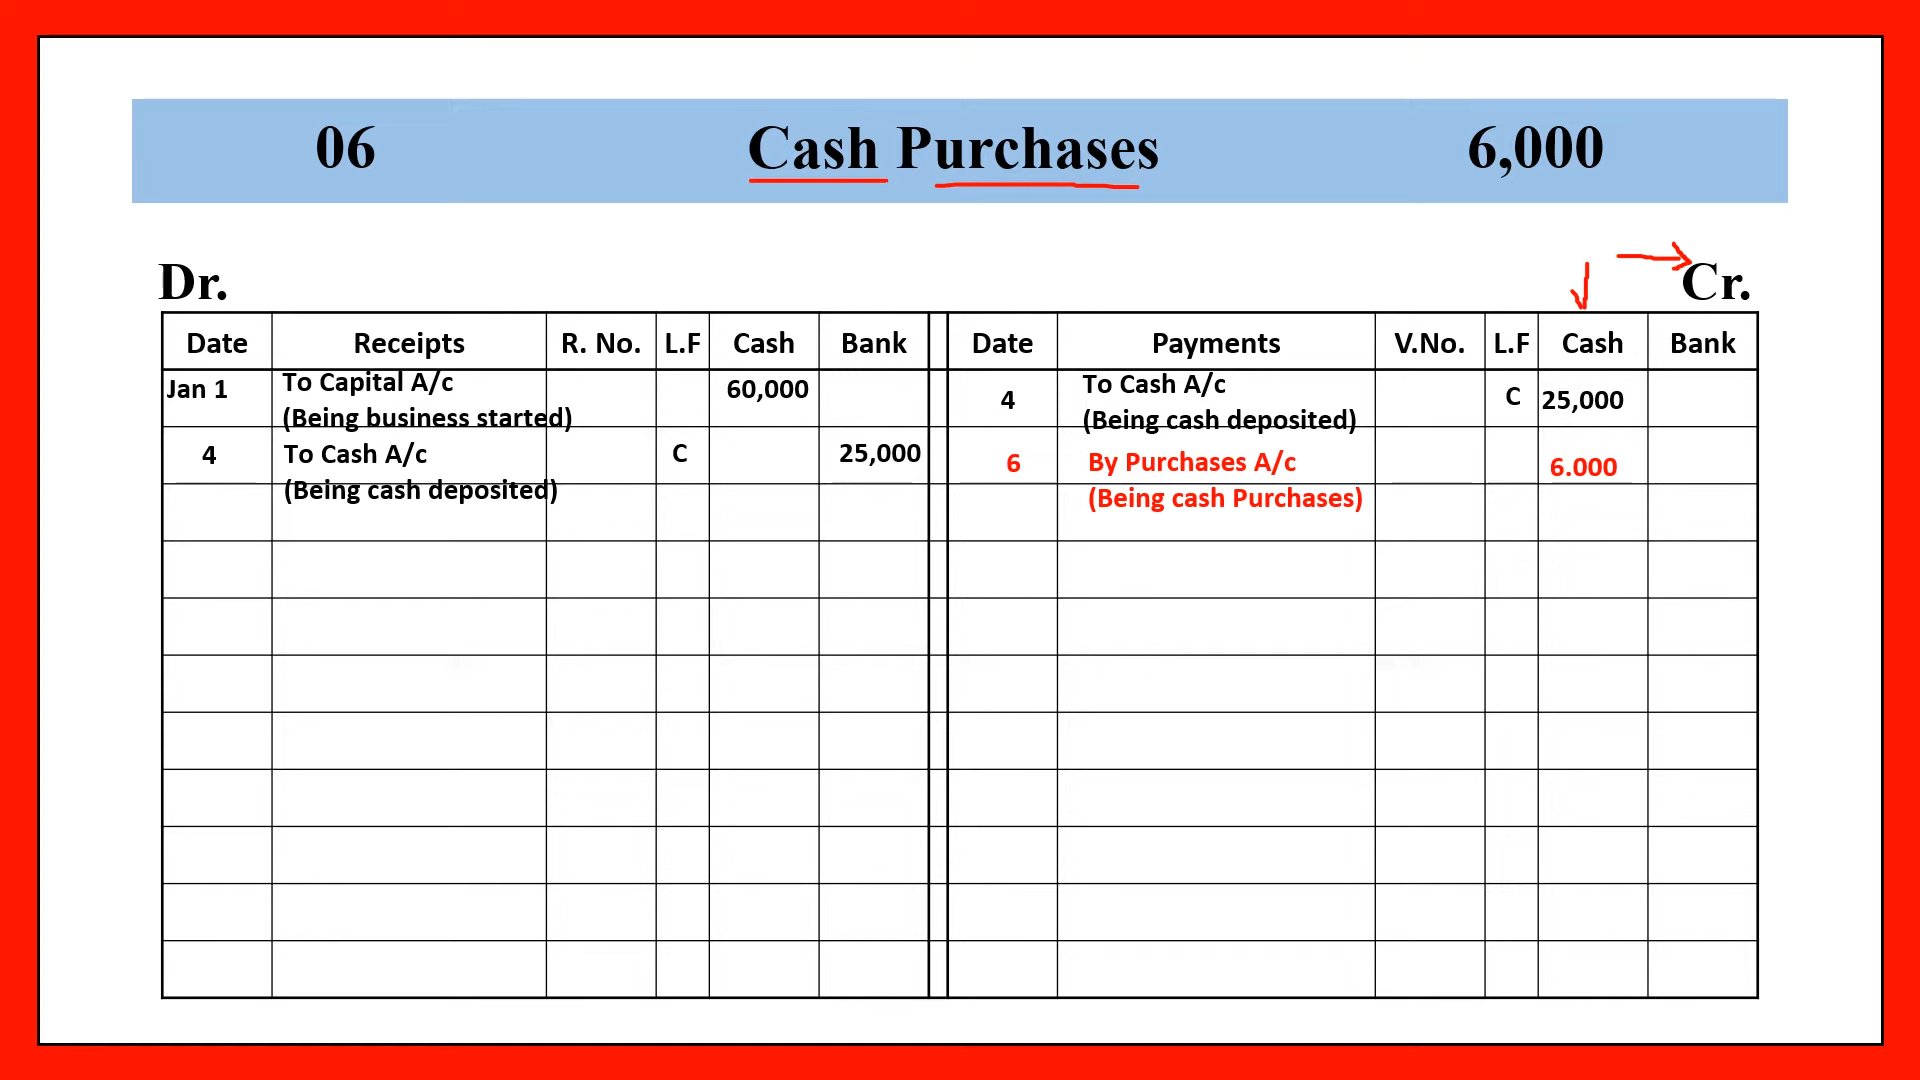 06 Cash Purchases 6,000
Dr. Cr.
Date Receipts R. No. L.F Cash Bank Date Payments V.No. L.F Cash Bank
Jan 1 To Capital A/c 60,000 4 To Cash A/c C 25,000
(Being business started) (Being cash deposited)
4 To Cash A/c C 25,000 6 By Purchases A/c 6.000
(Being cash deposited) (Being cash Purchases)